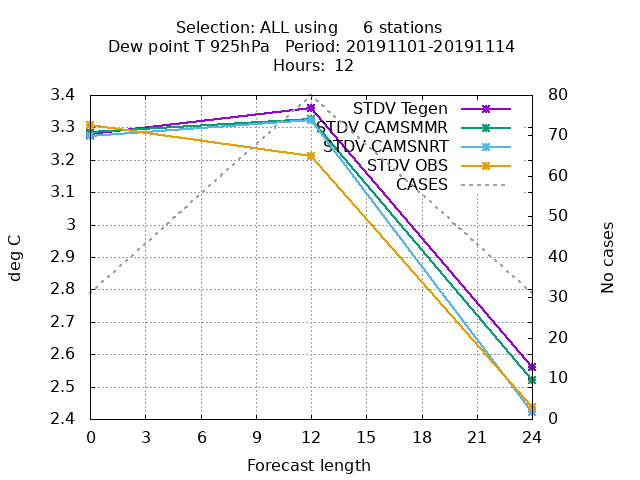 Selection: ALL using     6 stations
Dew point T 925hPa   Period: 20191101-20191114
Hours: 12
3.4
3.3
3.2
3.1
3
2.9
2.8
2.7
2.6
2.5
2.4
deg C
STDV Tegen
STDV CAMSMMR
STDV CAMSNRT
STDV OBS
CASES
80
70
60
50
40
30
20
10
0
No cases
0 3 6 9 12 15 18 21 24
Forecast length